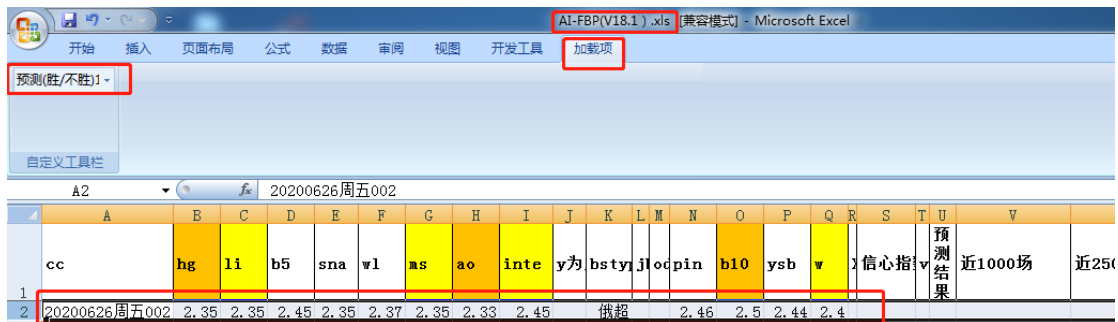 AI-FBP(V18.1 ) .xls [兼容模式] - Microsoft Excel
开始 插入 页面布局 公式 数据 审阅 视图 开发工具 加载项
预测(胜/不胜)1
自定义工具栏
A2 fx 20200626周五002
A B C D E F G H I J K L M N O P Q R S T U V
cc hg li b5 sna wl ms ao inte y为 pin b10 ysb w 信心指 v 预测结果 近1000场
1
2 20200626周五002 2.35 2.35 2.45 2.35 2.37 2.35 2.33 2.45 俄超 2.46 2.5 2.44 2.4